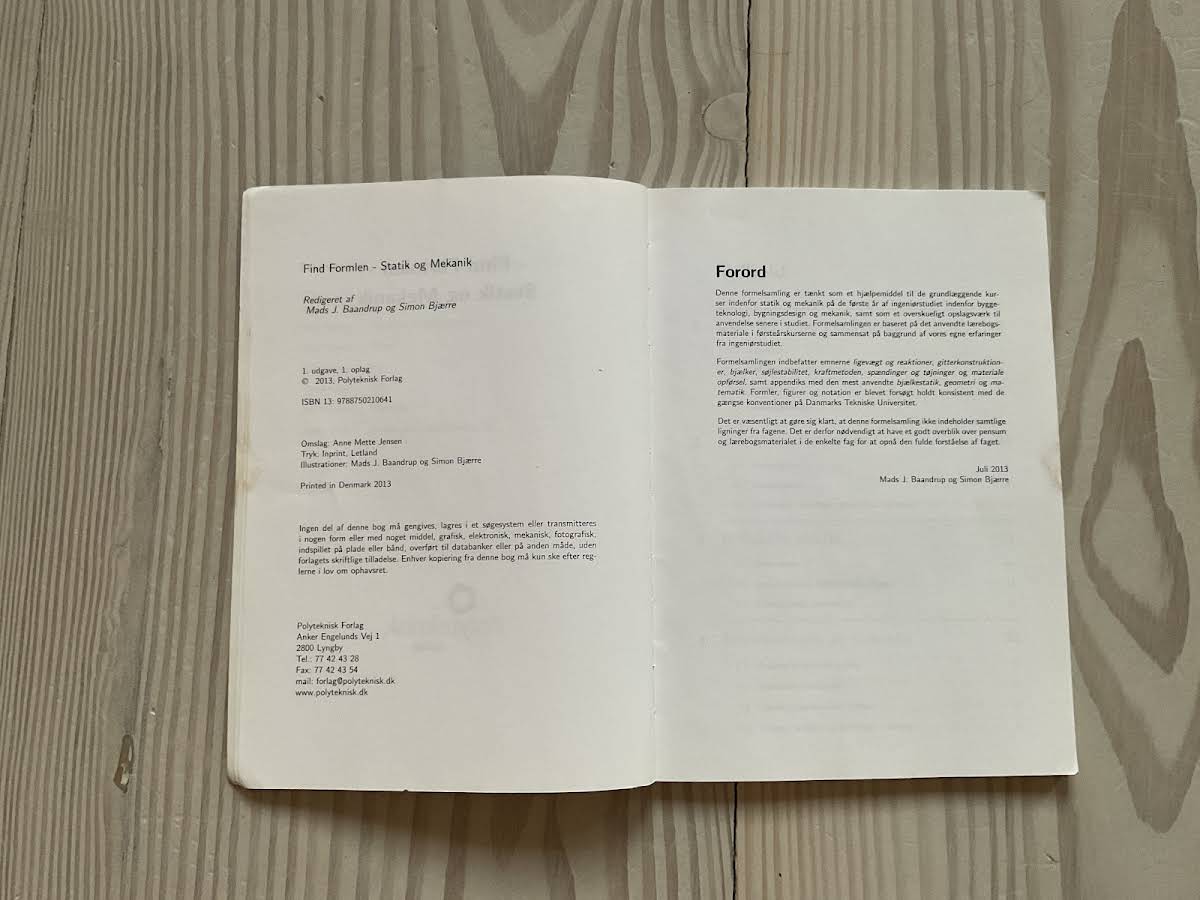 Find Formlen - Statik og Mekanik
Redigeret af
Mads J. Baandrup og Simon Bjærre
1. udgave, 1. oplag
© 2013, Polyteknisk Forlag
ISBN 13: 9788750210641
Omslag: Anne Mette Jensen
Tryk: Inprint, Letland
Illustrationer: Mads J. Baandrup og Simon Bjærre
Printed in Denmark 2013
Ingen del af denne bog må gengives, lagres i et søgesystem eller transmitteres
i nogen form eller med noget middel, grafisk, elektronisk, mekanisk, fotografisk,
indspillet på plade eller bånd, overført til databanker eller på anden måde, uden
forlagets skriftlige tilladelse. Enhver kopiering fra denne bog må kun ske efter reg-
lerne i lov om ophavsret.
Polyteknisk Forlag
Anker Engelunds Vej 1
2800 Lyngby
Tel.: 77 42 43 28
Fax: 77 42 43 54
mail: forlag@polyteknisk.dk
www.polyteknisk.dk
Forord
Denne formelsamling er tænkt som et hjælpemiddel til de grundlæggende kur-
ser indenfor statik og mekanik på de første år af ingeniørstudiet indenfor bygge-
teknologi, bygningsdesign og mekanik, samt som et overskueligt opslagsværk til
anvendelse senere i studiet. Formelsamlingen er baseret på det anvendte lærebogs-
materiale i førsteårskurserne og sammensat på baggrund af vores egne erfaringer
fra ingeniørstudiet.
Formelsamlingen indbefatter emnerne ligevægt og reaktioner, gitterkonstruktion-
er, bjælker, søjlestabilitet, kraftmetoden, spændinger og tøjninger og materiale
opførsel, samt appendiks med den mest anvendte bjælkestatik, geometri og ma-
tematik. Formler, figurer og notation er blevet forsøgt holdt konsistent med de
gængse konventioner på Danmarks Tekniske Universitet.
Det er væsentligt at gøre sig klart, at denne formelsamling ikke indeholder samtlige
ligninger fra fagene. Det er derfor nødvendigt at have et godt overblik over pensum
og lærebogsmaterialet i de enkelte fag for at opnå den fulde forståelse af faget.
Juli 2013
Mads J. Baandrup og Simon Bjærre